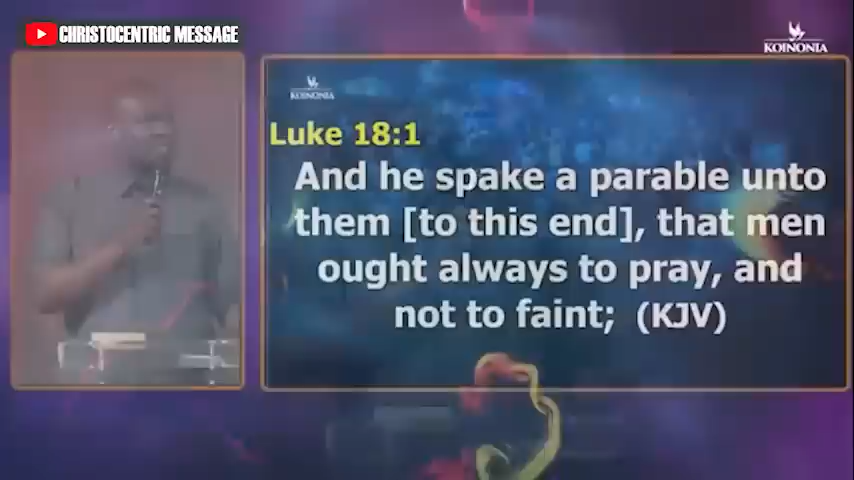 CHRISTOCENTRIC MESSAGE
KOINONIA
KOINONIA
Luke 18:1
And he spake a parable unto
them [to this end], that men
ought always to pray, and
not to faint; (KJV)